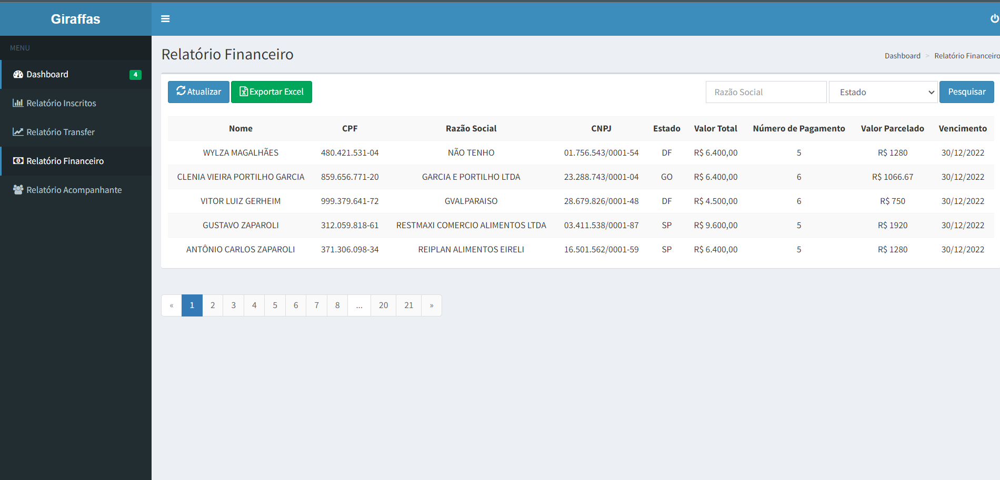 Giraffas
MENU
Dashboard 4
Relatório Inscritos
Relatório Transfer
Relatório Financeiro
Relatório Acompanhante
Relatório Financeiro
Dashboard > Relatório Financeiro
Atualizar Exportar Excel Razão Social Estado Pesquisar
Nome CPF Razão Social CNPJ Estado Valor Total Número de Pagamento Valor Parcelado Vencimento
WYLZA MAGALHÃES 480.421.531-04 NÃO TENHO 01.756.543/0001-54 DF R$ 6.400,00 5 R$ 1280 30/12/2022
CLENIA VIEIRA PORTILHO GARCIA 859.656.771-20 GARCIA E PORTILHO LTDA 23.288.743/0001-04 GO R$ 6.400,00 6 R$ 1066.67 30/12/2022
VITOR LUIZ GERHEIM 999.379.641-72 GVALPARAISO 28.679.826/0001-48 DF R$ 4.500,00 6 R$ 750 30/12/2022
GUSTAVO ZAPAROLI 312.059.818-61 RESTMAXI COMERCIO ALIMENTOS LTDA 03.411.538/0001-87 SP R$ 9.600,00 5 R$ 1920 30/12/2022
ANTÔNIO CARLOS ZAPAROLI 371.306.098-34 REIPLAN ALIMENTOS EIRELI 16.501.562/0001-59 SP R$ 6.400,00 5 R$ 1280 30/12/2022
« 1 2 3 4 5 6 7 8 ... 20 21 »